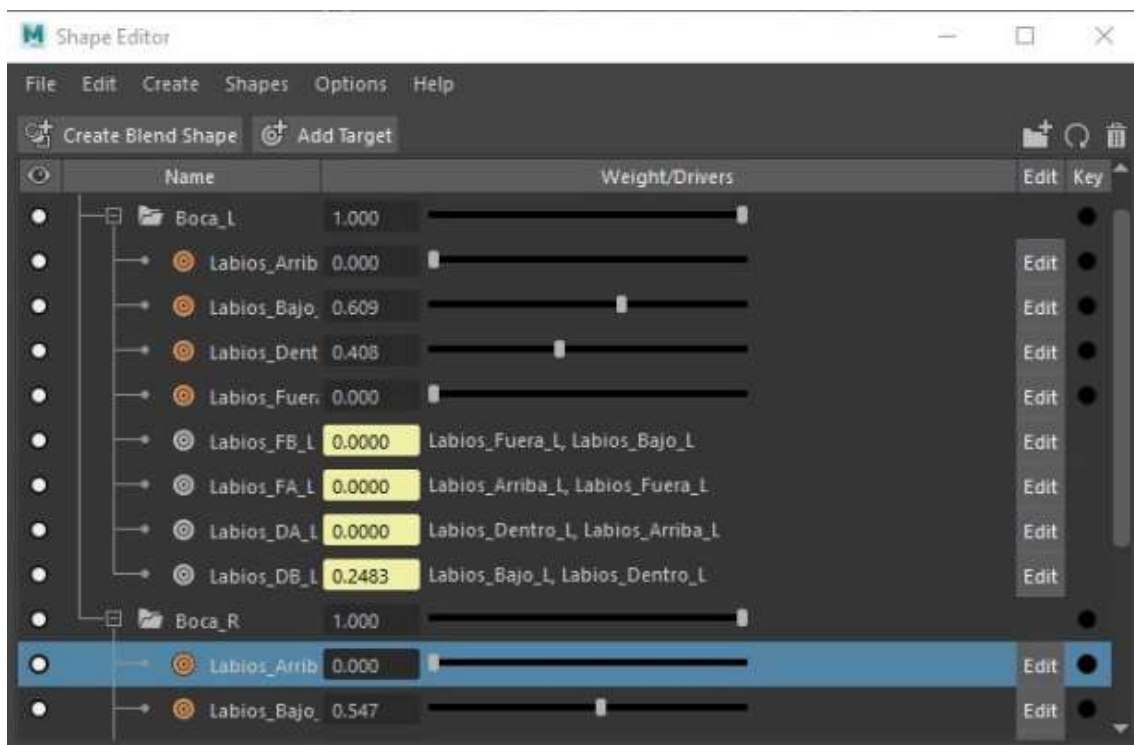 Shape Editor
File Edit Create Shapes Options Help
Create Blend Shape Add Target
Name Weight/Drivers Edit Key
Boca_L 1.000
Labios_Arrib 0.000 Edit
Labios_Bajo_ 0.609 Edit
Labios_Dent 0.408 Edit
Labios_Fuer 0.000 Edit
Labios_FB_L 0.0000 Labios_Fuera_L, Labios_Bajo_L Edit
Labios_FA_L 0.0000 Labios_Arriba_L, Labios_Fuera_L Edit
Labios_DA_L 0.0000 Labios_Dentro_L, Labios_Arriba_L Edit
Labios_DB_L 0.2483 Labios_Bajo_L, Labios_Dentro_L Edit
Boca_R 1.000
Labios_Arrib 0.000 Edit
Labios_Bajo_ 0.547 Edit